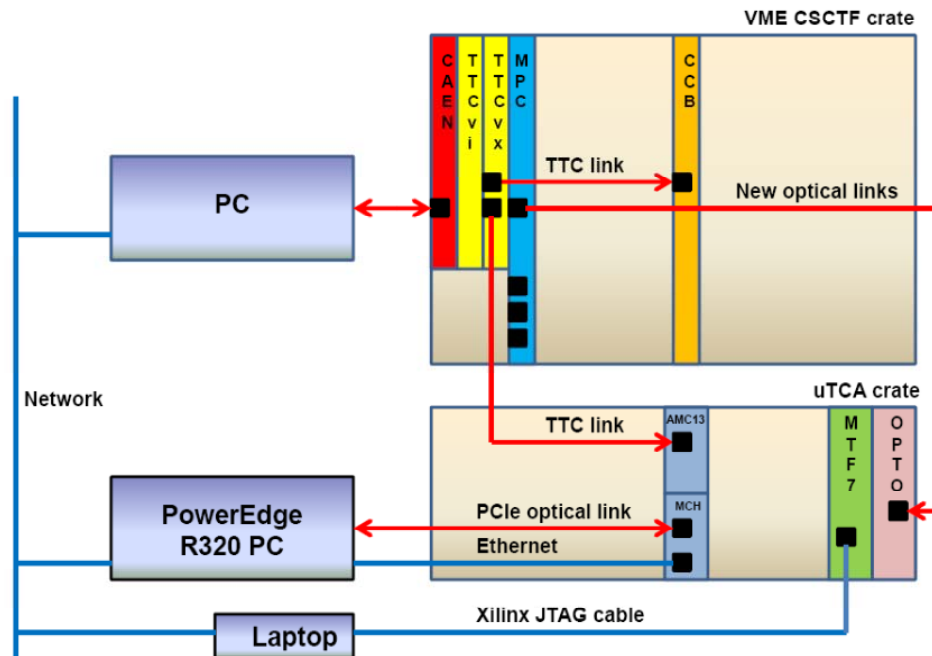 VME CSCTF crate
CAEN
TTCvi
TTCvx
MPC
CCB
TTC link
PC
New optical links
Network
uTCA crate
AMC13
MTF7
OPTO
TTC link
MCH
PowerEdge
R320 PC
PCIe optical link
Ethernet
Xilinx JTAG cable
Laptop